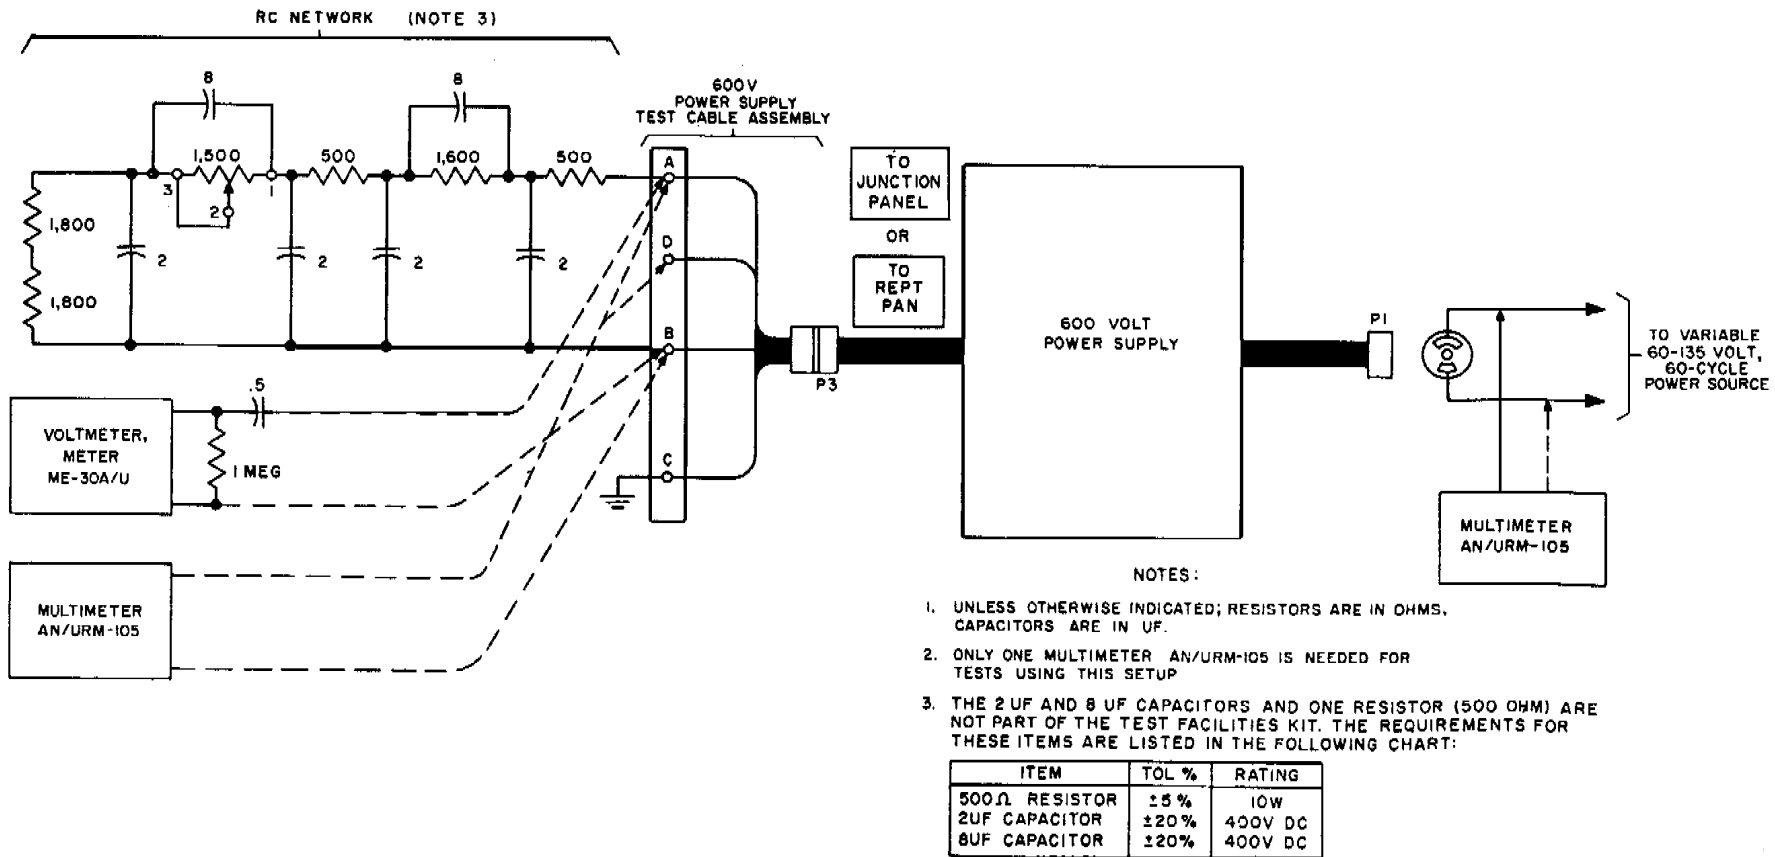 RC NETWORK (NOTE 3)
8
8
600V
POWER SUPPLY
TEST CABLE ASSEMBLY
1,500
500
1,600
500
A
3
1
2
1,800
1,800
2
2
2
2
D
B
C
TO
JUNCTION
PANEL
OR
TO
REPT
PAN
P3
600 VOLT
POWER SUPPLY
P1
TO VARIABLE
60-135 VOLT,
60-CYCLE
POWER SOURCE
.5
VOLTMETER,
METER
ME-30A/U
1 MEG
MULTIMETER
AN/URM-105
MULTIMETER
AN/URM-105
NOTES:
1. UNLESS OTHERWISE INDICATED; RESISTORS ARE IN OHMS,
CAPACITORS ARE IN UF.
2. ONLY ONE MULTIMETER AN/URM-105 IS NEEDED FOR
TESTS USING THIS SETUP
3. THE 2 UF AND 8 UF CAPACITORS AND ONE RESISTOR (500 OHM) ARE
NOT PART OF THE TEST FACILITIES KIT. THE REQUIREMENTS FOR
THESE ITEMS ARE LISTED IN THE FOLLOWING CHART:
ITEM TOL % RATING
500Ω RESISTOR ±5% 10W
2UF CAPACITOR ±20% 400V DC
8UF CAPACITOR ±20% 400V DC